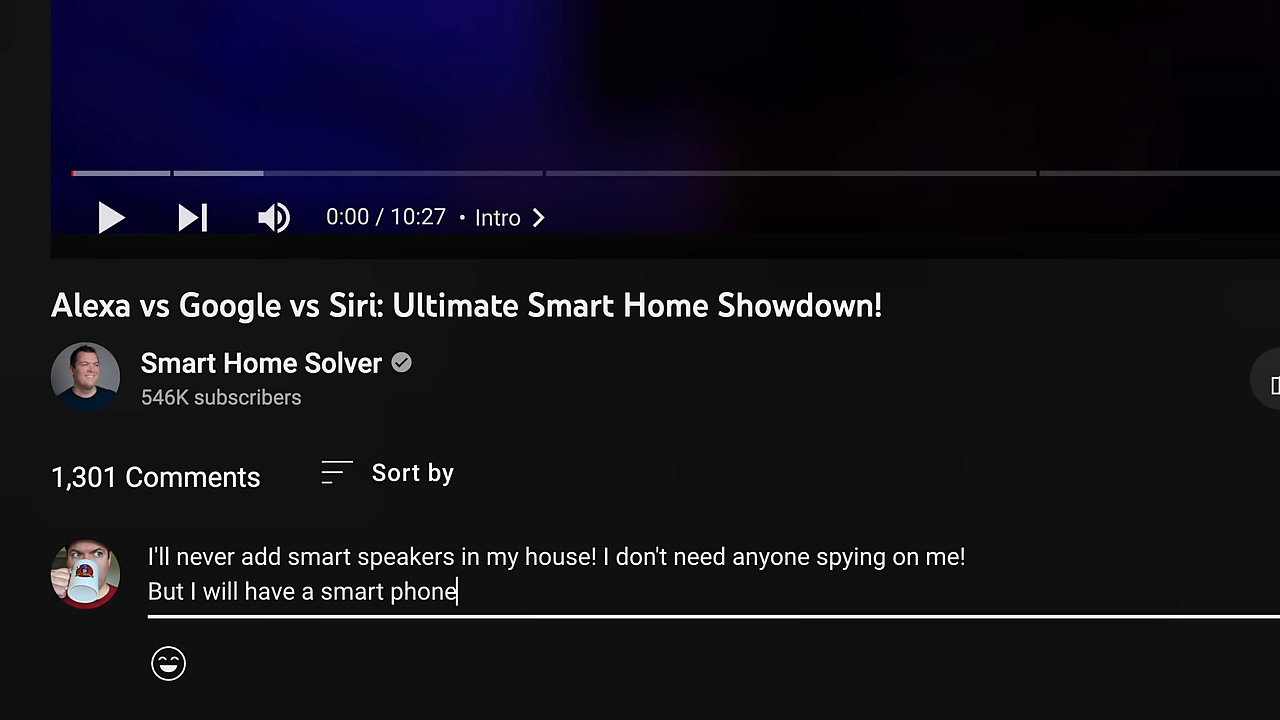 0:00 / 10:27 • Intro
Alexa vs Google vs Siri: Ultimate Smart Home Showdown!
Smart Home Solver
546K subscribers
1,301 Comments
Sort by
I'll never add smart speakers in my house! I don't need anyone spying on me!
But I will have a smart phone